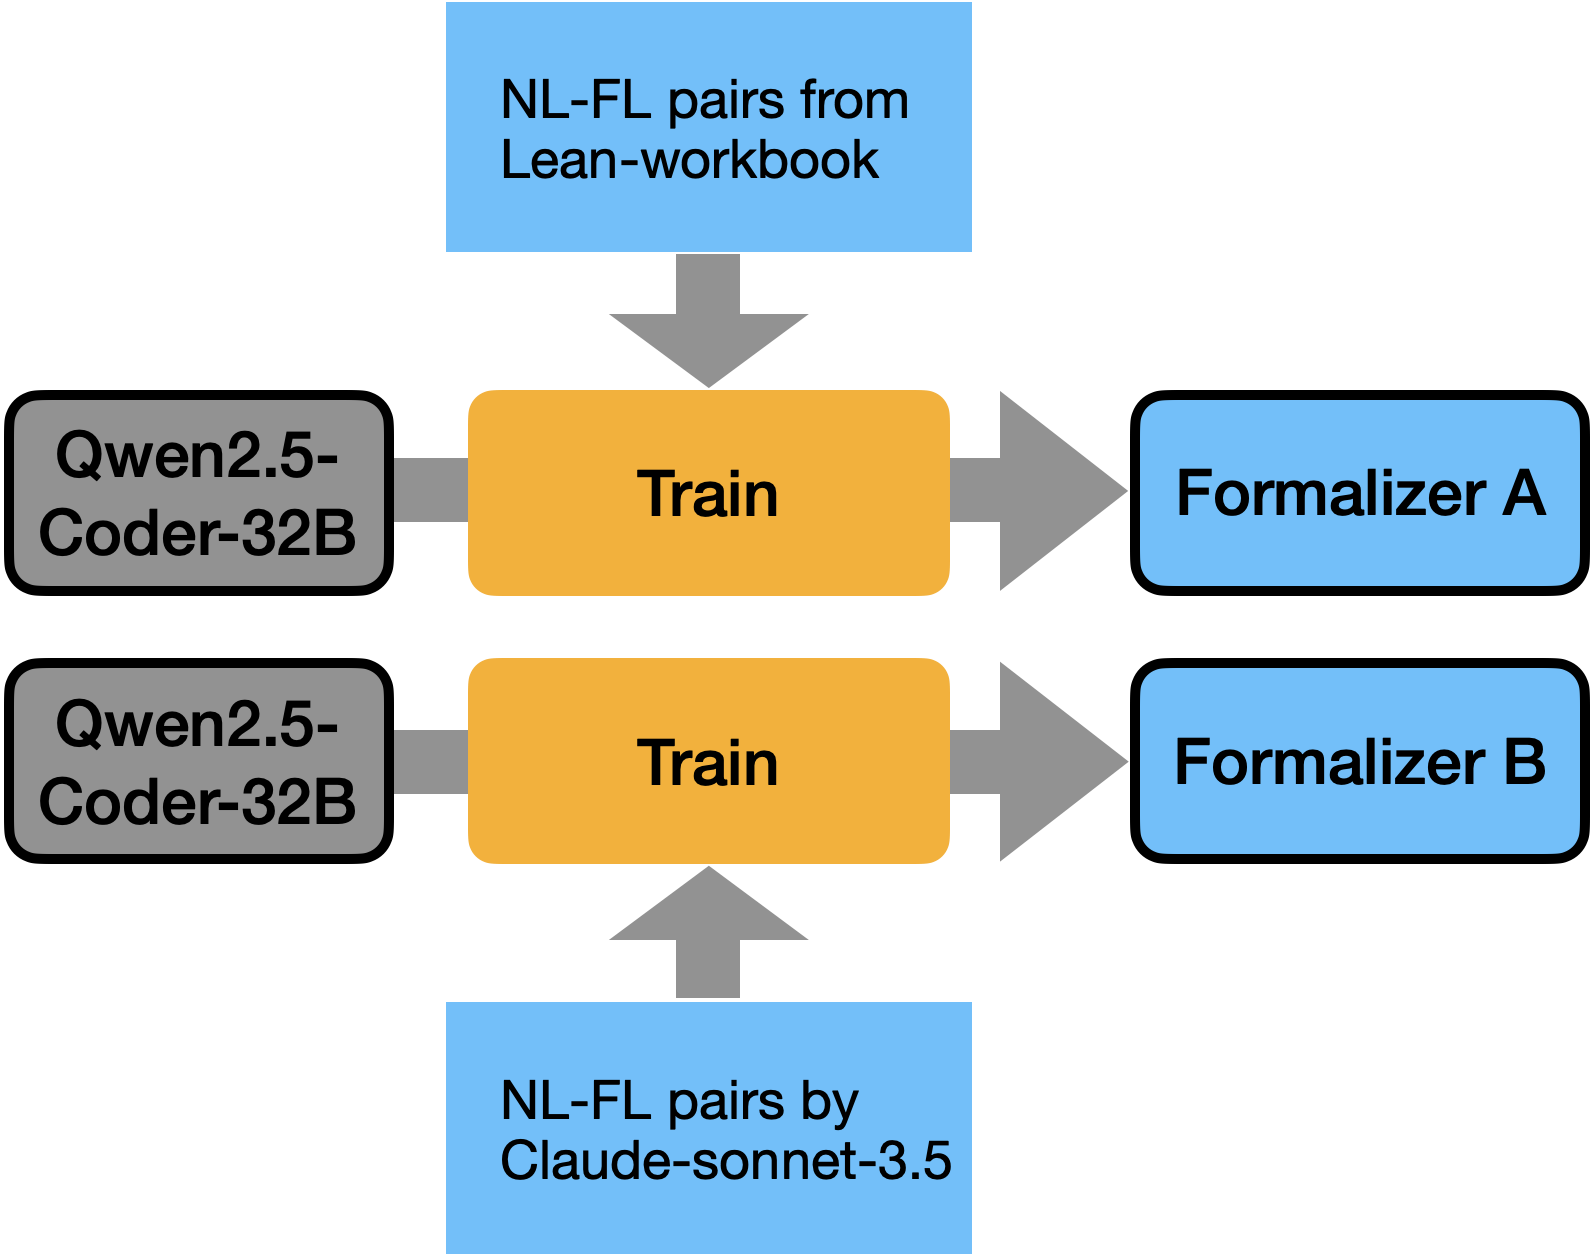 NL-FL pairs from
Lean-workbook
Qwen2.5-
Coder-32B
Train
Formalizer A
Qwen2.5-
Coder-32B
Train
Formalizer B
NL-FL pairs by
Claude-sonnet-3.5